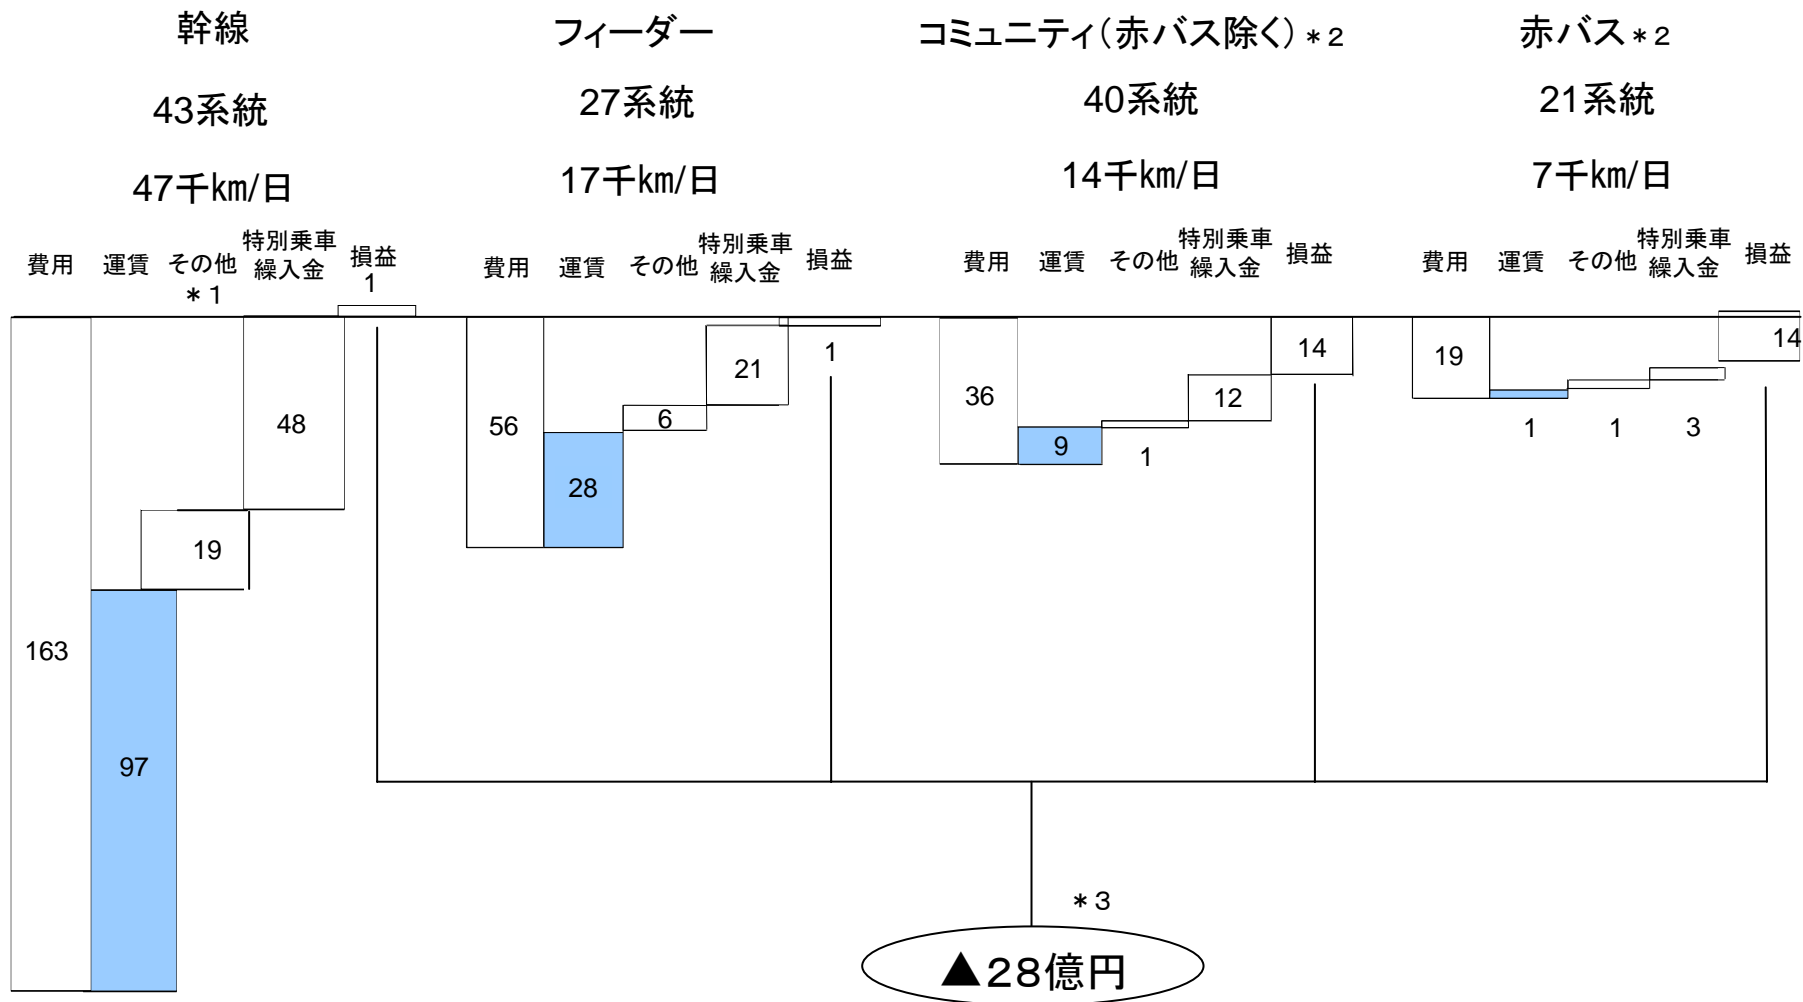 幹線
43系統
47千km/日
フィーダー
27系統
17千km/日
コミュニティ(赤バス除く)*2
40系統
14千km/日
赤バス*2
21系統
7千km/日
費用
運賃
その他
*1
特別乗車
繰入金
損益
1
費用
運賃
その他
特別乗車
繰入金
損益
費用
運賃
その他
特別乗車
繰入金
損益
費用
運賃
その他
特別乗車
繰入金
損益
163
97
19
48
56
28
6
21
1
36
9
1
12
14
19
1
1
3
14
*3
▲28億円